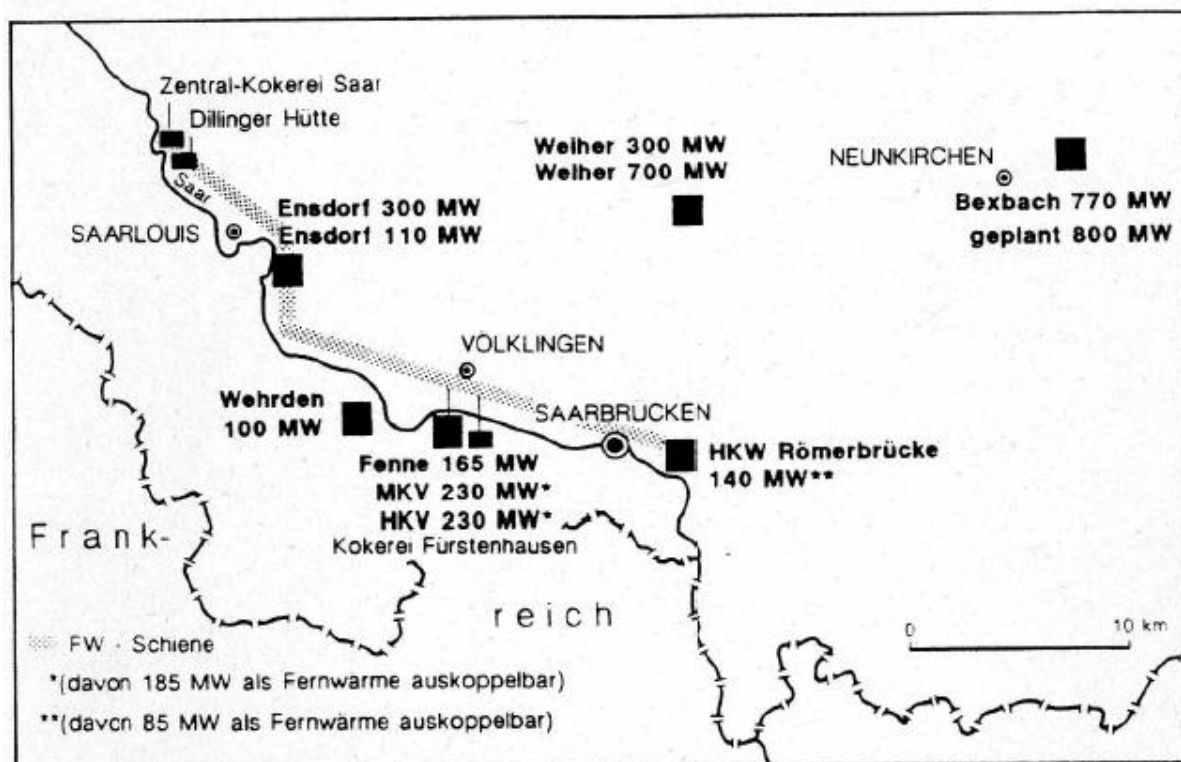 Zentral-Kokerei Saar
Dillinger Hütte
Saar
Ensdorf 300 MW
Ensdorf 110 MW
SAARLOUIS
Weiher 300 MW
Weiher 700 MW
NEUNKIRCHEN
Bexbach 770 MW
geplant 800 MW
VÖLKLINGEN
Wehrden
100 MW
SAARBRÜCKEN
HKW Römerbrücke
140 MW**
Fenne 165 MW
MKV 230 MW*
HKV 230 MW*
Kokerei Fürstenhausen
Frank-
reich
0 10 km
FW - Schiene
*(davon 185 MW als Fernwärme auskoppelbar)
**(davon 85 MW als Fernwärme auskoppelbar)